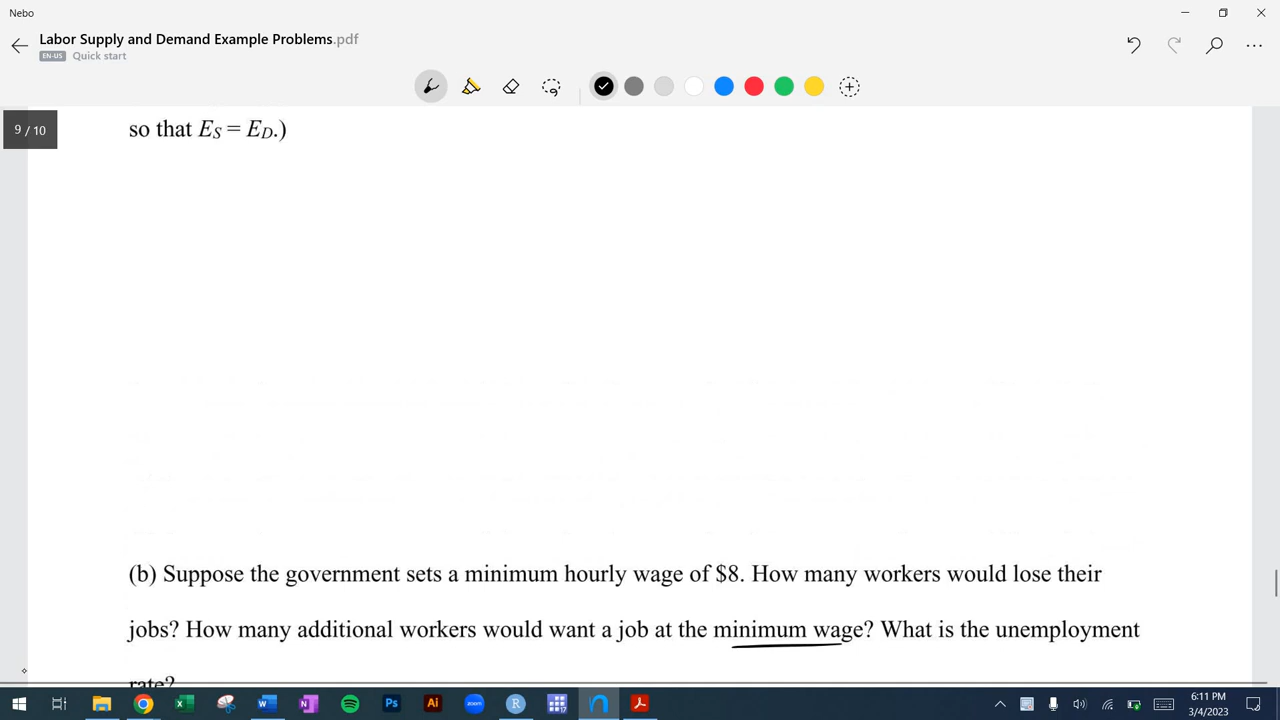 Nebo
Labor Supply and Demand Example Problems.pdf
EN-US Quick start
9 / 10
so that ES = ED.)
(b) Suppose the government sets a minimum hourly wage of $8. How many workers would lose their
jobs? How many additional workers would want a job at the minimum wage? What is the unemployment
rate?
6:11 PM
3/4/2023